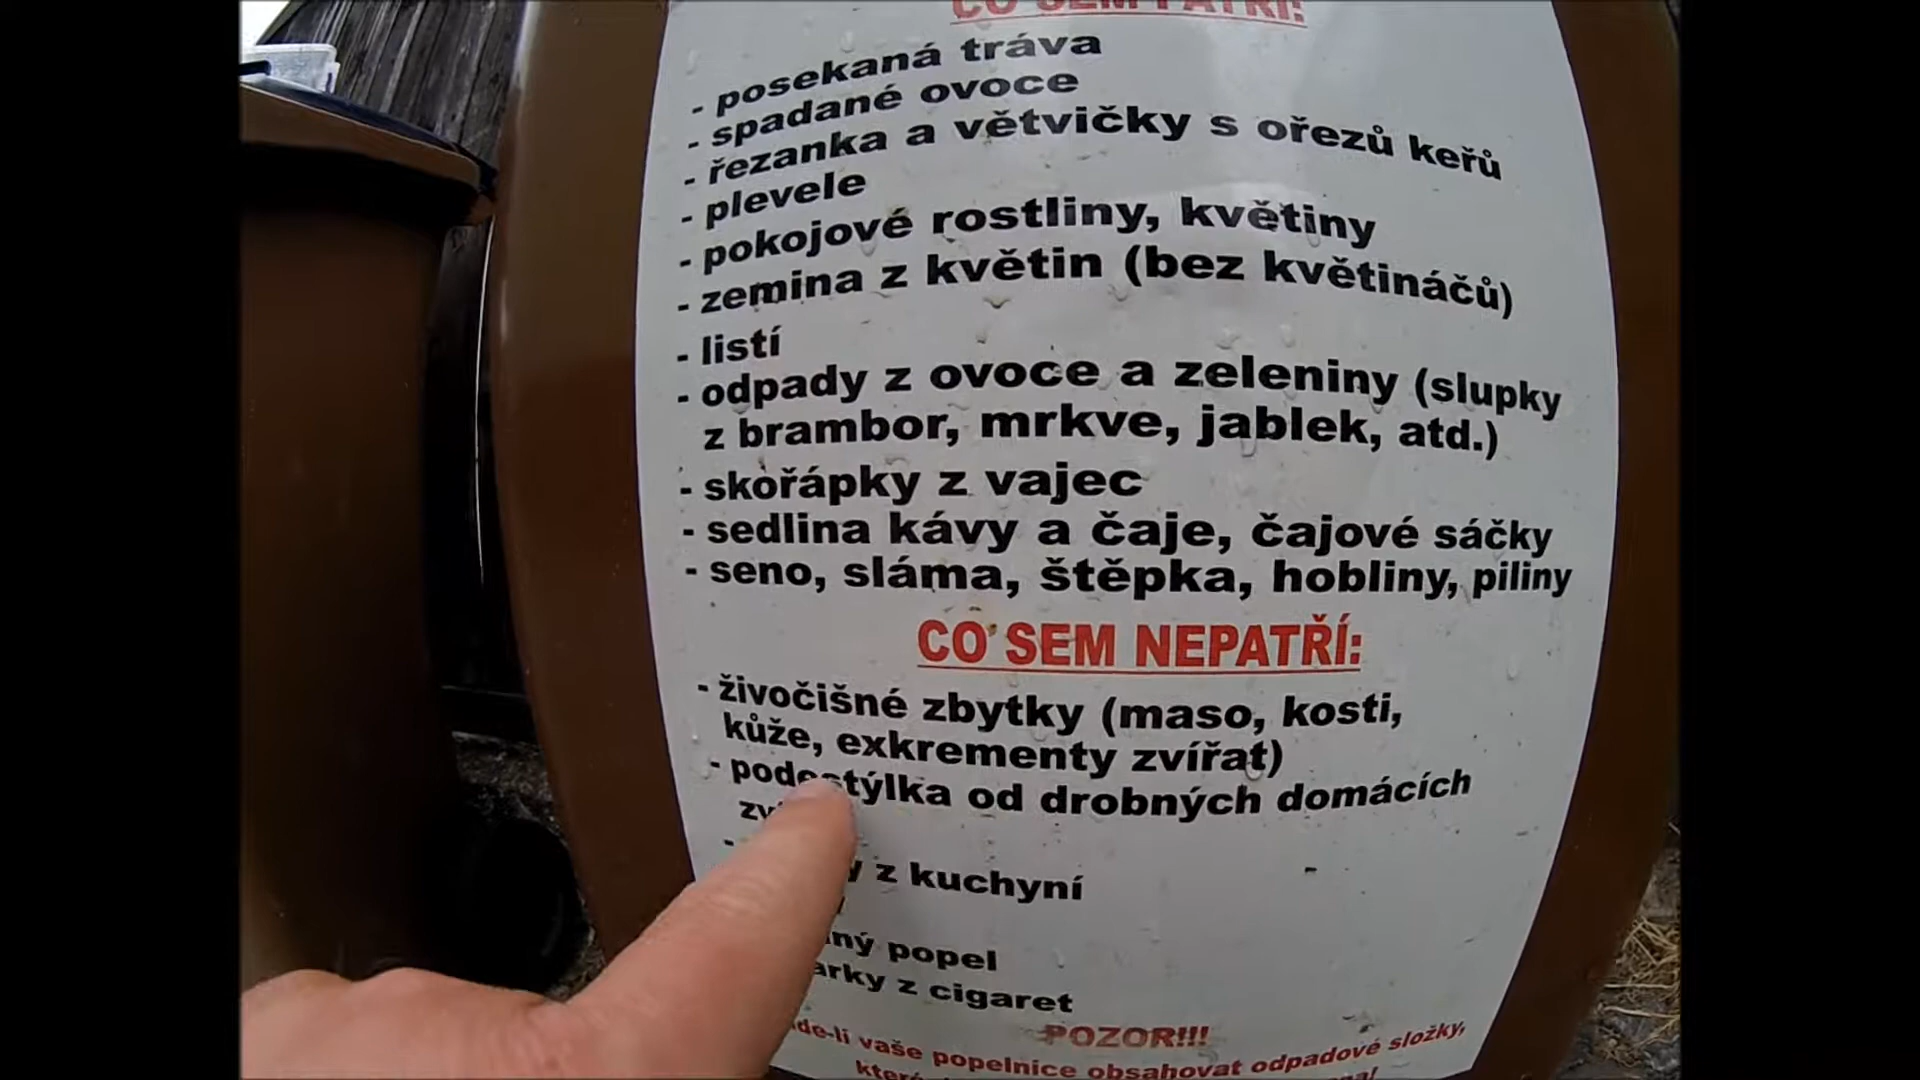 CO SEM PATŘÍ:
- posekaná tráva
- spadané ovoce
- řezanka a větvičky s ořezů keřů
- plevele
- pokojové rostliny, květiny
- zemina z květin (bez květináčů)
- listí
- odpady z ovoce a zeleniny (slupky
z brambor, mrkve, jablek, atd.)
- skořápky z vajec
- sedlina kávy a čaje, čajové sáčky
- seno, sláma, štěpka, hobliny, piliny
CO SEM NEPATŘÍ:
- živočišné zbytky (maso, kosti,
kůže, exkrementy zvířat)
- podestýlka od drobných domácích
z kuchyní
popel
z cigaret
POZOR!!!
vaše popelnice obsahovat odpadové složky,